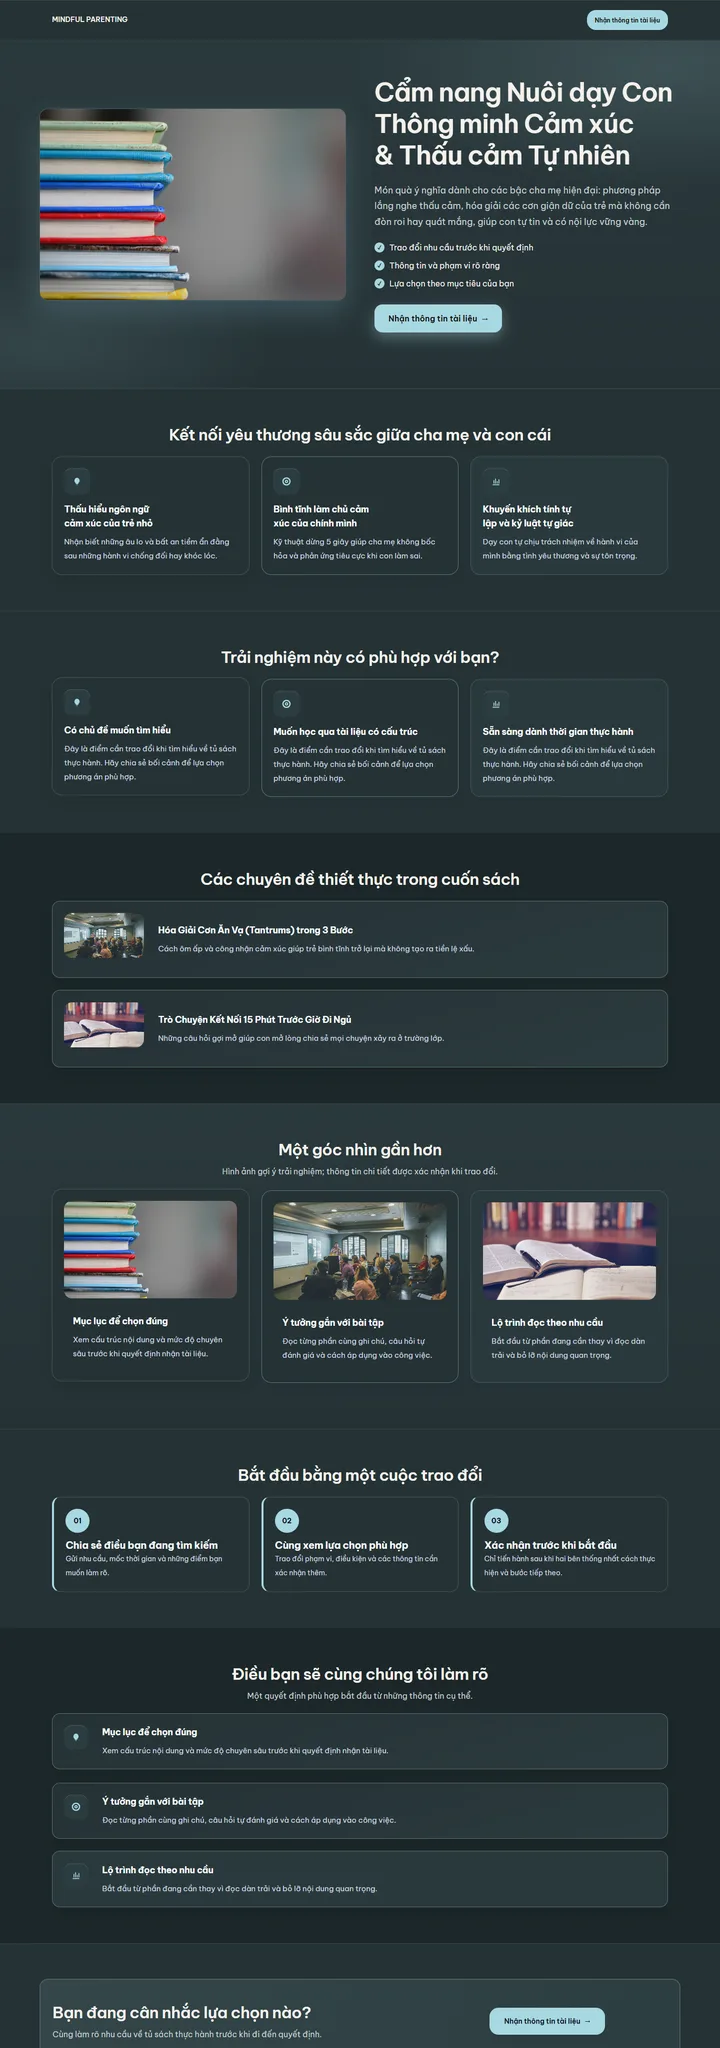 MINDFUL PARENTING
Nhận thông tin tài liệu
Cẩm nang Nuôi dạy Con
Thông minh Cảm xúc
& Thấu cảm Tự nhiên
Món quà ý nghĩa dành cho các bậc cha mẹ hiện đại: phương pháp
lắng nghe thấu cảm, hóa giải các cơn giận dữ của trẻ mà không cần
đòn roi hay quát mắng, giúp con tự tin và có nội lực vững vàng.
Trao đổi nhu cầu trước khi quyết định
Thông tin và phạm vi rõ ràng
Lựa chọn theo mục tiêu của bạn
Nhận thông tin tài liệu →
Kết nối yêu thương sâu sắc giữa cha mẹ và con cái
Thấu hiểu ngôn ngữ
cảm xúc của trẻ nhỏ
Nhận biết những âu lo và bất an tiềm ẩn đằng
sau những hành vi chống đối hay khóc lóc.
Bình tĩnh làm chủ cảm
xúc của chính mình
Kỹ thuật dừng 5 giây giúp cha mẹ không bốc
hỏa và phản ứng tiêu cực khi con làm sai.
Khuyến khích tính tự
lập và kỷ luật tự giác
Dạy con tự chịu trách nhiệm về hành vi của
mình bằng tình yêu thương và sự tôn trọng.
Trải nghiệm này có phù hợp với bạn?
Có chủ đề muốn tìm hiểu
Đây là điểm cần trao đổi khi tìm hiểu về tủ sách
thực hành. Hãy chia sẻ bối cảnh để lựa chọn
phương án phù hợp.
Muốn học qua tài liệu có cấu trúc
Đây là điểm cần trao đổi khi tìm hiểu về tủ sách
thực hành. Hãy chia sẻ bối cảnh để lựa chọn
phương án phù hợp.
Sẵn sàng dành thời gian thực hành
Đây là điểm cần trao đổi khi tìm hiểu về tủ sách
thực hành. Hãy chia sẻ bối cảnh để lựa chọn
phương án phù hợp.
Các chuyên đề thiết thực trong cuốn sách
Hóa Giải Cơn Ăn Vạ (Tantrums) trong 3 Bước
Cách ôm ấp và công nhận cảm xúc giúp trẻ bình tĩnh trở lại mà không tạo ra tiền lệ xấu.
Trò Chuyện Kết Nối 15 Phút Trước Giờ Đi Ngủ
Những câu hỏi gợi mở giúp con mở lòng chia sẻ mọi chuyện xảy ra ở trường lớp.
Một góc nhìn gần hơn
Hình ảnh gợi ý trải nghiệm; thông tin chi tiết được xác nhận khi trao đổi.
Mục lục để chọn đúng
Xem cấu trúc nội dung và mức độ chuyên
sâu trước khi quyết định nhận tài liệu.
Ý tưởng gắn với bài tập
Đọc từng phần cùng ghi chú, câu hỏi tự
đánh giá và cách áp dụng vào công việc.
Lộ trình đọc theo nhu cầu
Bắt đầu từ phần đang cần thay vì đọc dàn
trải và bỏ lỡ nội dung quan trọng.
Bắt đầu bằng một cuộc trao đổi
01
Chia sẻ điều bạn đang tìm kiếm
Gửi nhu cầu, mốc thời gian và những điểm bạn
muốn làm rõ.
02
Cùng xem lựa chọn phù hợp
Trao đổi phạm vi, điều kiện và các thông tin cần
xác nhận thêm.
03
Xác nhận trước khi bắt đầu
Chỉ tiến hành sau khi hai bên thống nhất cách thực
hiện và bước tiếp theo.
Điều bạn sẽ cùng chúng tôi làm rõ
Một quyết định phù hợp bắt đầu từ những thông tin cụ thể.
Mục lục để chọn đúng
Xem cấu trúc nội dung và mức độ chuyên sâu trước khi quyết định nhận tài liệu.
Ý tưởng gắn với bài tập
Đọc từng phần cùng ghi chú, câu hỏi tự đánh giá và cách áp dụng vào công việc.
Lộ trình đọc theo nhu cầu
Bắt đầu từ phần đang cần thay vì đọc dàn trải và bỏ lỡ nội dung quan trọng.
Bạn đang cân nhắc lựa chọn nào?
Cùng làm rõ nhu cầu về tủ sách thực hành trước khi đi đến quyết định.
Nhận thông tin tài liệu →